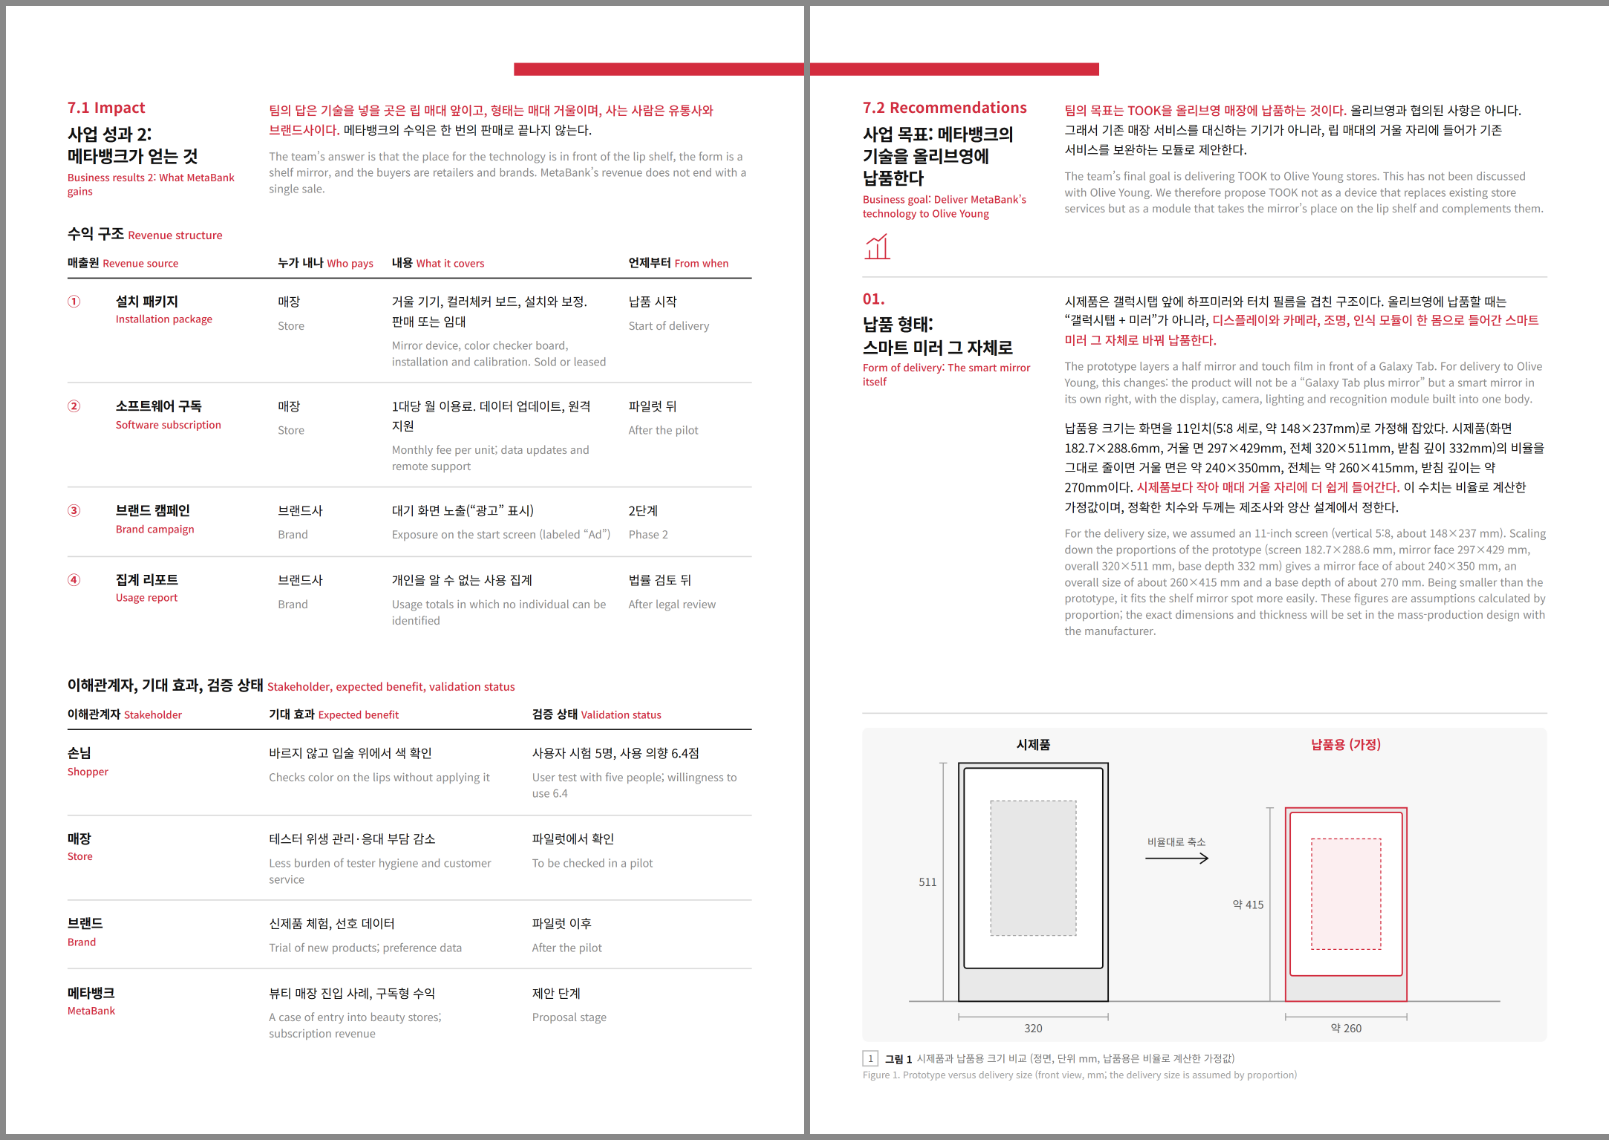 7.1 Impact
사업 성과 2:
메타뱅크가 얻는 것
Business results 2: What MetaBank
gains
팀의 답은 기술을 넣을 곳은 립 매대 앞이고, 형태는 매대 거울이며, 사는 사람은 유통사와
브랜드사이다. 메타뱅크의 수익은 한 번의 판매로 끝나지 않는다.
The team's answer is that the place for the technology is in front of the lip shelf, the form is a
shelf mirror, and the buyers are retailers and brands. MetaBank's revenue does not end with a
single sale.
수익 구조 Revenue structure
매출원 Revenue source 누가 내나 Who pays 내용 What it covers 언제부터 From when
① 설치 패키지
Installation package
매장
Store
거울 기기, 컬러체커 보드, 설치와 보정.
판매 또는 임대
Mirror device, color checker board,
installation and calibration. Sold or leased
납품 시작
Start of delivery
② 소프트웨어 구독
Software subscription
매장
Store
1대당 월 이용료. 데이터 업데이트, 원격
지원
Monthly fee per unit; data updates and
remote support
파일럿 뒤
After the pilot
③ 브랜드 캠페인
Brand campaign
브랜드사
Brand
대기 화면 노출(“광고” 표시)
Exposure on the start screen (labeled “Ad”)
2단계
Phase 2
④ 집계 리포트
Usage report
브랜드사
Brand
개인을 알 수 없는 사용 집계
Usage totals in which no individual can be
identified
법률 검토 뒤
After legal review
이해관계자, 기대 효과, 검증 상태 Stakeholder, expected benefit, validation status
이해관계자 Stakeholder 기대 효과 Expected benefit 검증 상태 Validation status
손님
Shopper
바르지 않고 입술 위에서 색 확인
Checks color on the lips without applying it
사용자 시험 5명, 사용 의향 6.4점
User test with five people; willingness to
use 6.4
매장
Store
테스터 위생 관리·응대 부담 감소
Less burden of tester hygiene and customer
service
파일럿에서 확인
To be checked in a pilot
브랜드
Brand
신제품 체험, 선호 데이터
Trial of new products; preference data
파일럿 이후
After the pilot
메타뱅크
MetaBank
뷰티 매장 진입 사례, 구독형 수익
A case of entry into beauty stores;
subscription revenue
제안 단계
Proposal stage
7.2 Recommendations
사업 목표: 메타뱅크의
기술을 올리브영에
납품한다
Business goal: Deliver MetaBank's
technology to Olive Young
팀의 목표는 TOOK을 올리브영 매장에 납품하는 것이다. 올리브영과 협의된 사항은 아니다.
그래서 기존 매장 서비스를 대신하는 기기가 아니라, 립 매대의 거울 자리에 들어가 기존
서비스를 보완하는 모듈로 제안한다.
The team's final goal is delivering TOOK to Olive Young stores. This has not been discussed
with Olive Young. We therefore propose TOOK not as a device that replaces existing store
services but as a module that takes the mirror's place on the lip shelf and complements them.
01.
납품 형태:
스마트 미러 그 자체로
Form of delivery: The smart mirror
itself
시제품은 갤럭시탭 앞에 하프미러와 터치 필름을 겹친 구조이다. 올리브영에 납품할 때는
“갤럭시탭 + 미러”가 아니라, 디스플레이와 카메라, 조명, 인식 모듈이 한 몸으로 들어간 스마트
미러 그 자체로 바꿔 납품한다.
The prototype layers a half mirror and touch film in front of a Galaxy Tab. For delivery to Olive
Young, this changes: the product will not be a “Galaxy Tab plus mirror” but a smart mirror in
its own right, with the display, camera, lighting and recognition module built into one body.
납품용 크기는 화면을 11인치(5:8 세로, 약 148×237mm)로 가정해 잡았다. 시제품(화면
182.7×288.6mm, 거울 면 297×429mm, 전체 320×511mm, 받침 깊이 332mm)의 비율을
그대로 줄이면 거울 면은 약 240×350mm, 전체는 약 260×415mm, 받침 깊이는 약
270mm이다. 시제품보다 작아 매대 거울 자리에 더 쉽게 들어간다. 이 수치는 비율로 계산한
가정값이며, 정확한 치수와 두께는 제조사와 양산 설계에서 정한다.
For the delivery size, we assumed an 11-inch screen (vertical 5:8, about 148×237 mm). Scaling
down the proportions of the prototype (screen 182.7×288.6 mm, mirror face 297×429 mm,
overall 320×511 mm, base depth 332 mm) gives a mirror face of about 240×350 mm, an
overall size of about 260×415 mm and a base depth of about 270 mm. Being smaller than the
prototype, it fits the shelf mirror spot more easily. These figures are assumptions calculated by
proportion; the exact dimensions and thickness will be set in the mass-production design with
the manufacturer.
시제품
납품용 (가정)
511
비율대로 축소
약 415
320
약 260
1 그림 1 시제품과 납품용 크기 비교 (정면, 단위 mm, 납품용은 비율로 계산한 가정값)
Figure 1. Prototype versus delivery size (front view, mm; the delivery size is assumed by proportion)